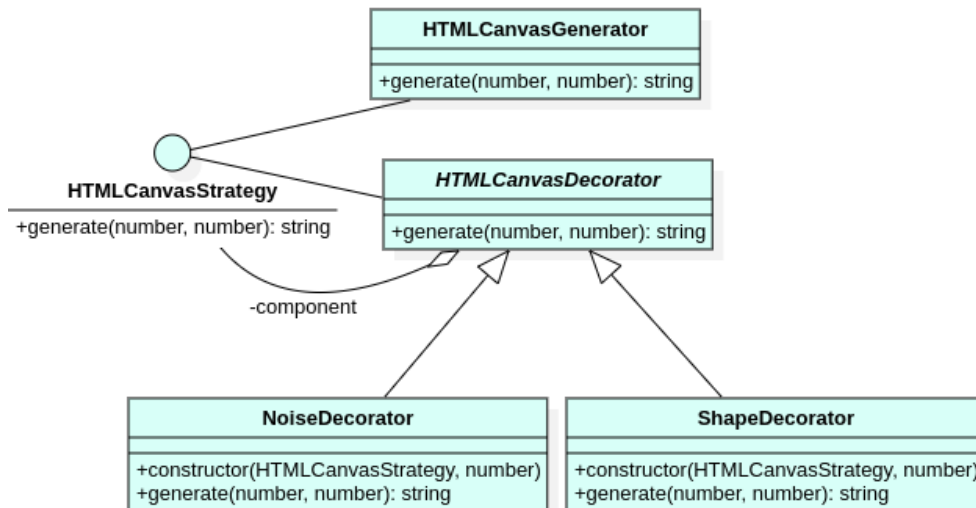 HTMLCanvasGenerator
+generate(number, number): string
HTMLCanvasStrategy
+generate(number, number): string
HTMLCanvasDecorator
+generate(number, number): string
-component
NoiseDecorator
+constructor(HTMLCanvasStrategy, number)
+generate(number, number): string
ShapeDecorator
+constructor(HTMLCanvasStrategy, number)
+generate(number, number): string